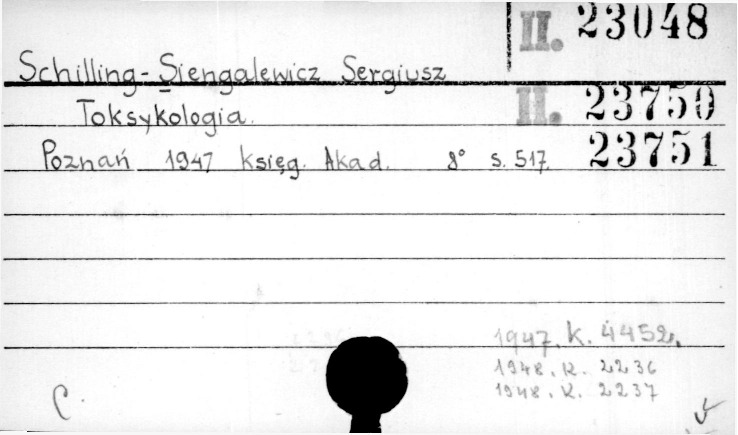 II. 23048
Schilling-Siengalewicz Sergiusz
II. 23750
Toksykologia.
23751
Poznań 1947 Księg. Akad. 8° s. 517.
1947. K. 4452.
1948. K. 2236
1948. K. 2237
C.